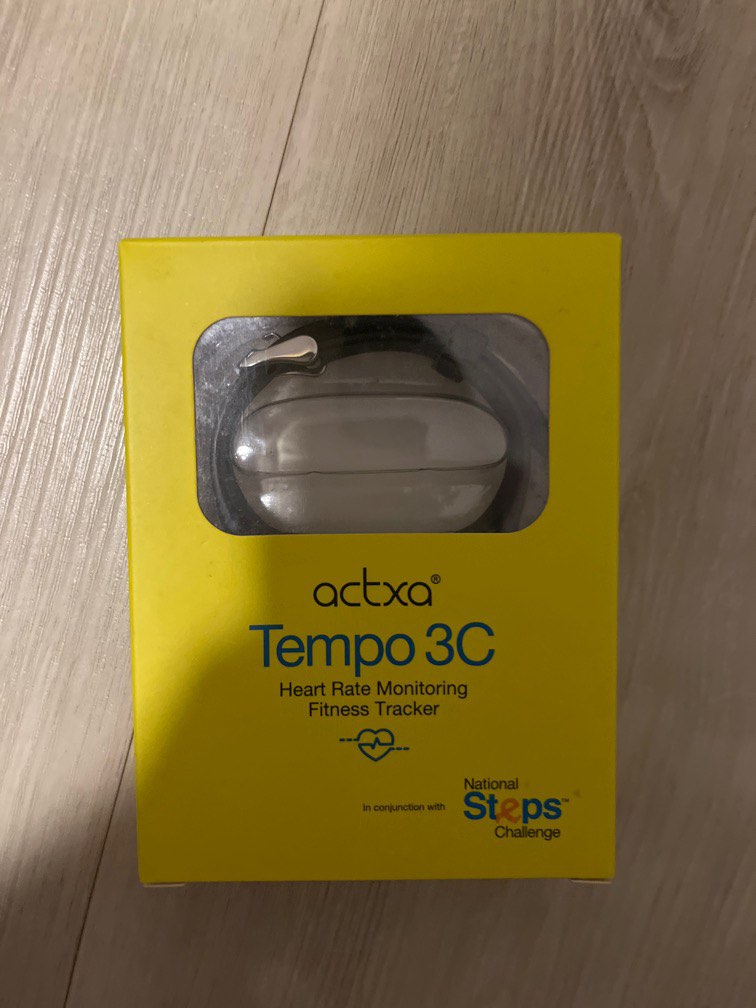 actxa®
Tempo 3C
Heart Rate Monitoring
Fitness Tracker
In conjunction with
National
Steps™
Challenge